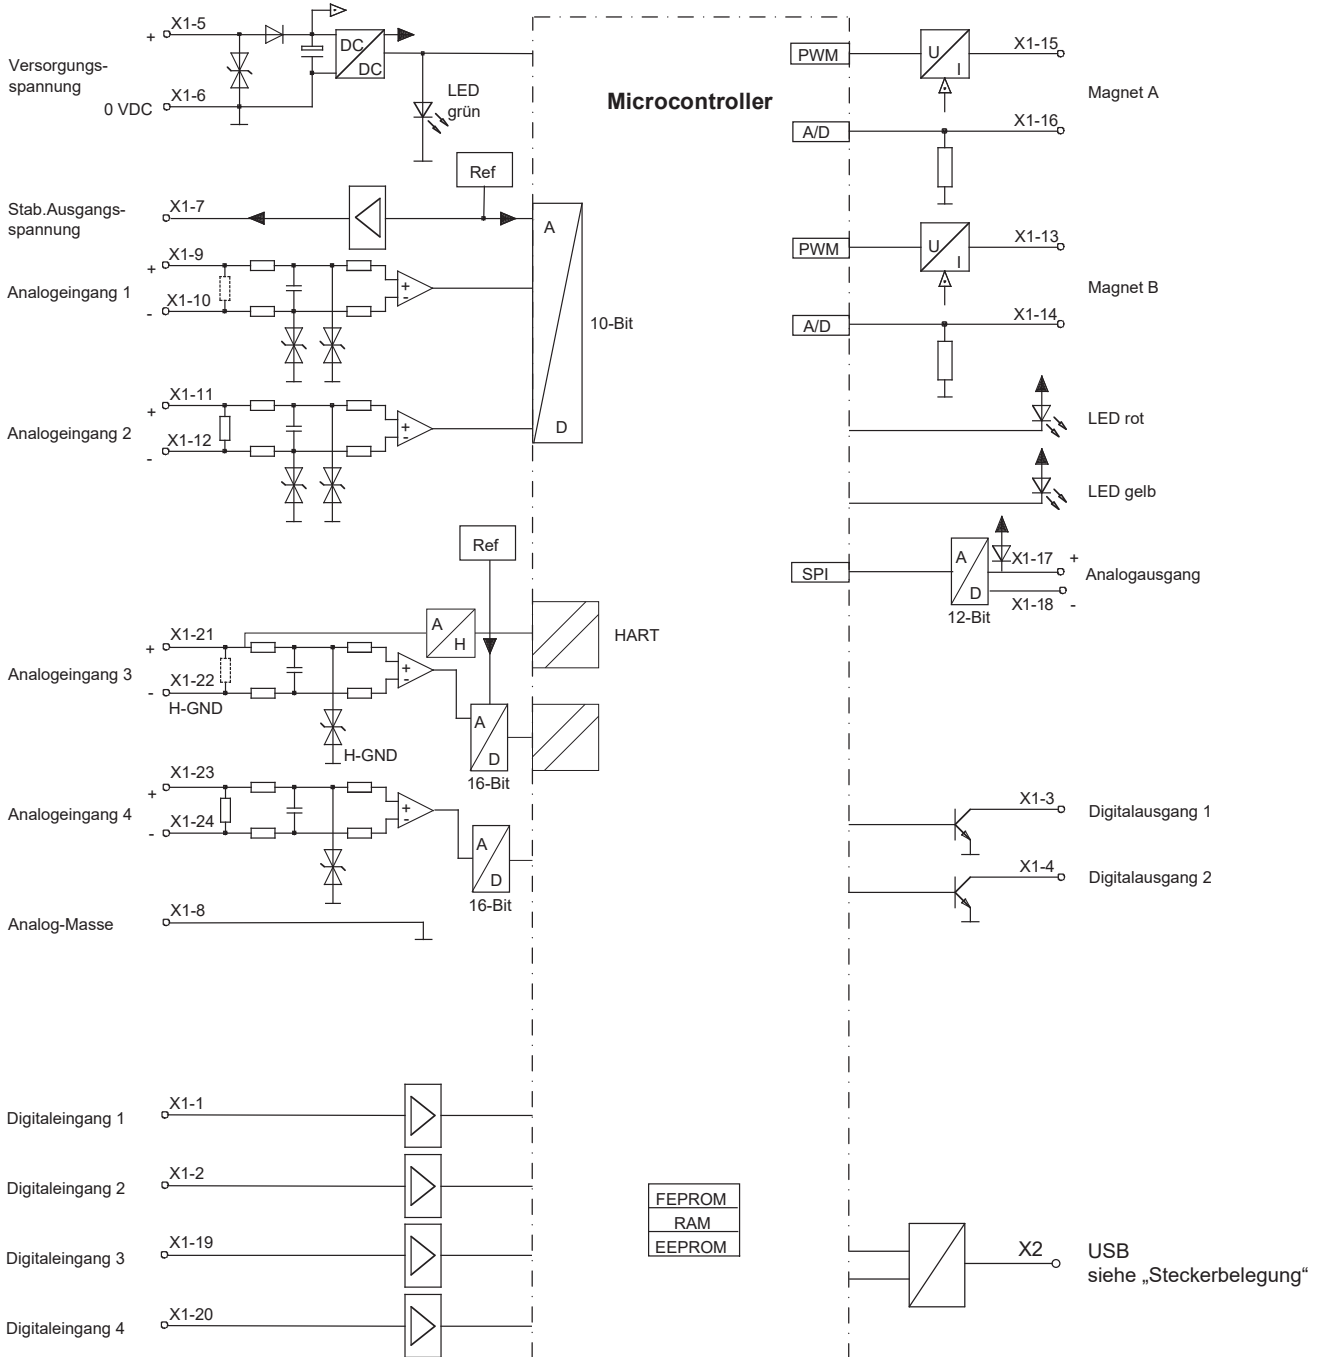 X1-5
+
DC
DC
Versorgungs-
spannung
X1-6
0 VDC
LED
grün
Microcontroller
PWM
U
I
X1-15
Magnet A
A/D
X1-16
Ref
Stab.Ausgangs-
spannung
X1-7
A
D
10-Bit
PWM
U
I
X1-13
Magnet B
A/D
X1-14
X1-9
+
Analogeingang 1
X1-10
-
+
-
X1-11
+
Analogeingang 2
X1-12
-
+
-
LED rot
LED gelb
SPI
A
D
12-Bit
X1-17
+
Analogausgang
X1-18
-
Ref
A
H
HART
X1-21
+
Analogeingang 3
X1-22
-
H-GND
+
-
H-GND
A
D
16-Bit
X1-23
+
Analogeingang 4
X1-24
-
+
-
A
D
16-Bit
X1-3
Digitalausgang 1
X1-4
Digitalausgang 2
Analog-Masse
X1-8
Digitaleingang 1
X1-1
Digitaleingang 2
X1-2
Digitaleingang 3
X1-19
Digitaleingang 4
X1-20
FEPROM
RAM
EEPROM
X2
USB
siehe „Steckerbelegung“